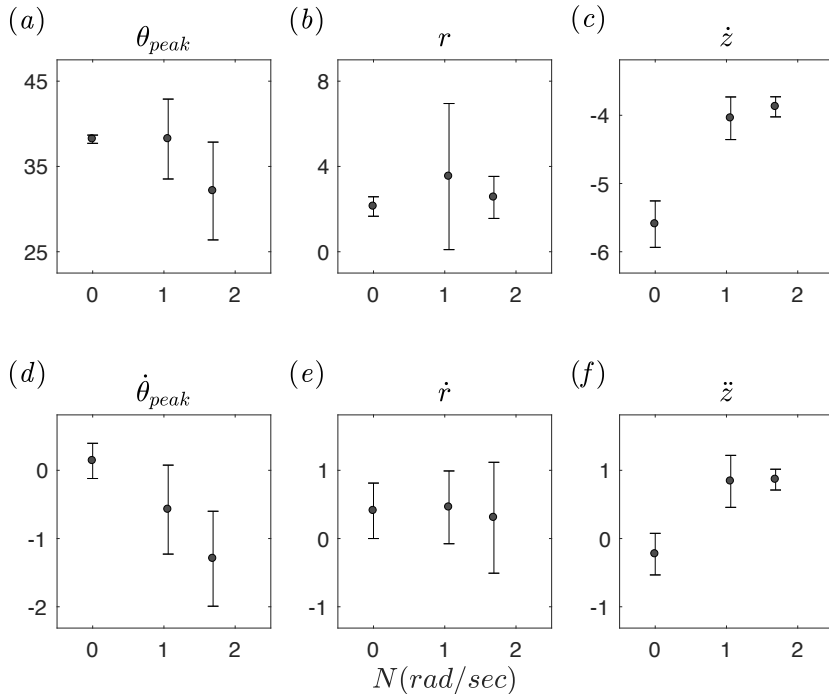 (a) θ_peak
45
35
25
0 1 2
(b) r
8
4
0
0 1 2
(c) ż
-4
-5
-6
0 1 2
(d) θ̇_peak
0
-1
-2
0 1 2
(e) ṙ
1
0
-1
0 1 2
(f) z̈
1
0
-1
0 1 2
N(rad/sec)